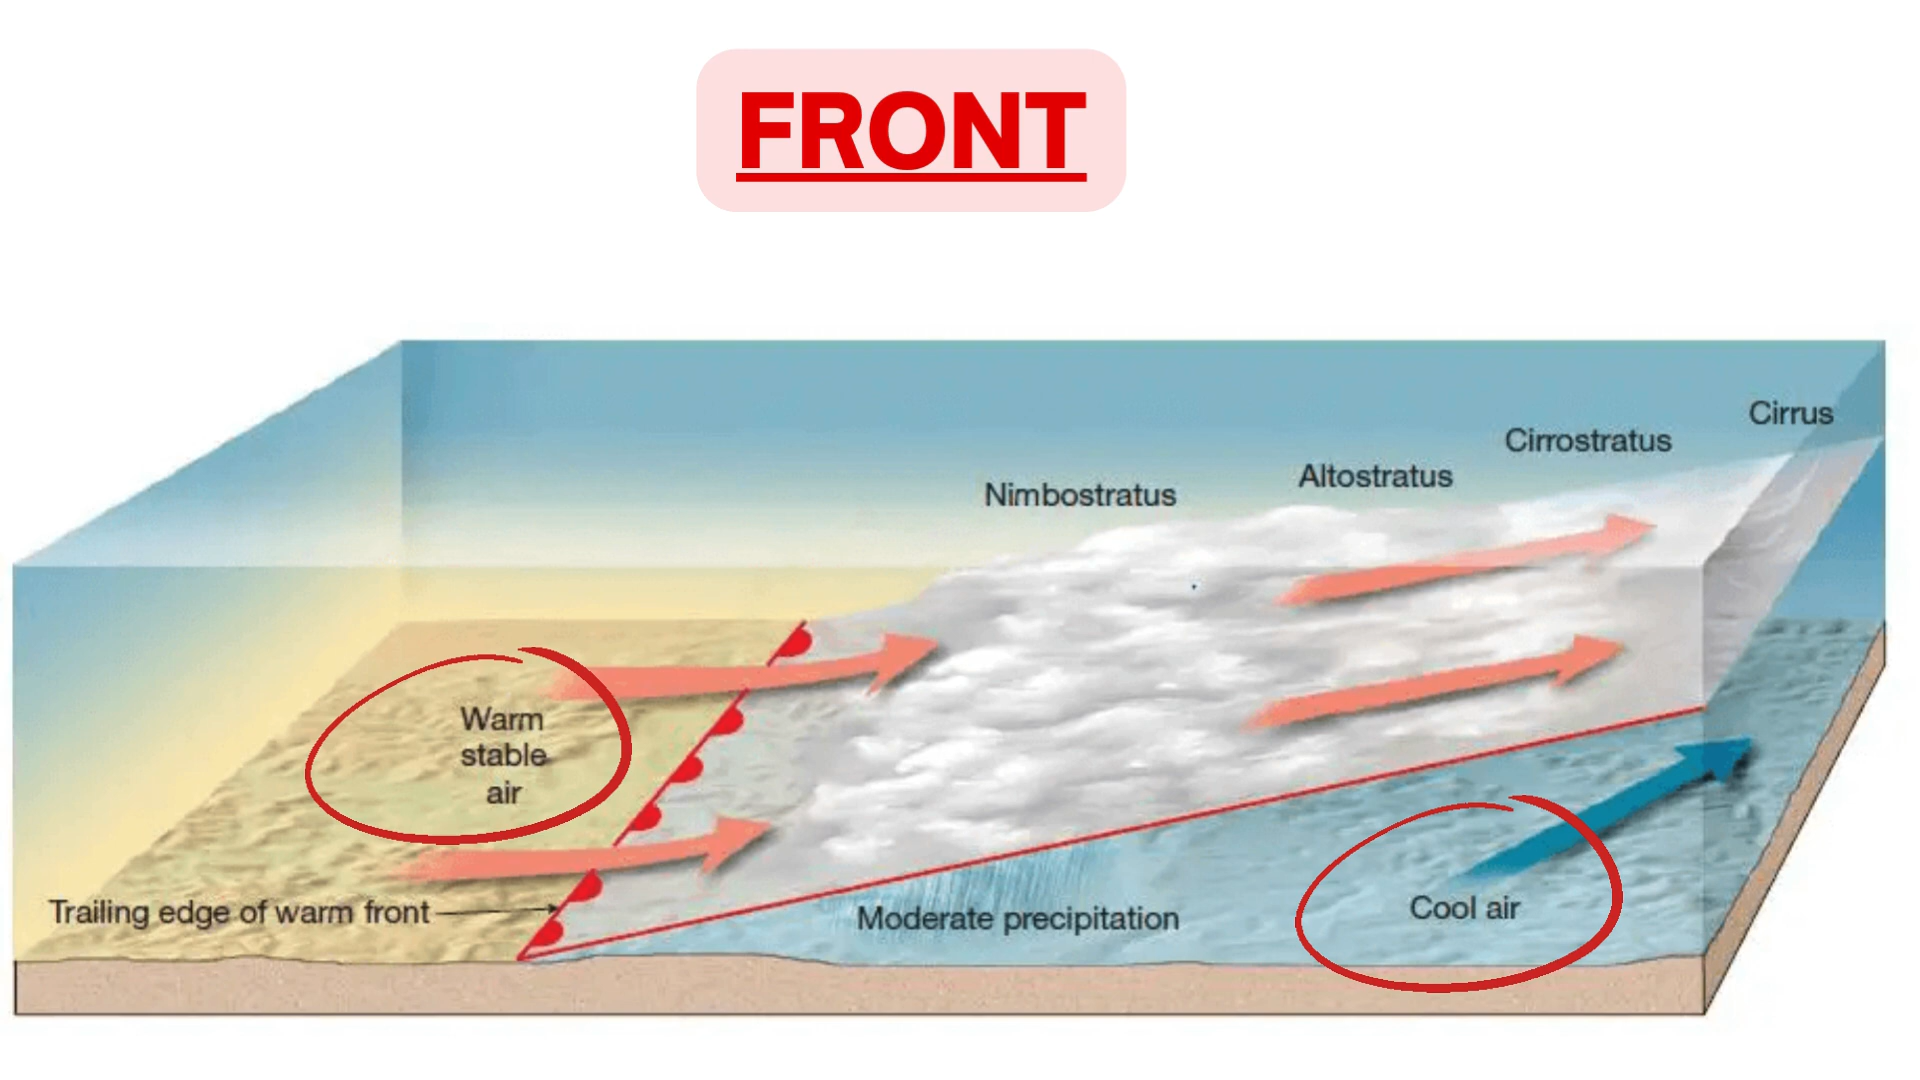 FRONT
Cirrus
Cirrostratus
Altostratus
Nimbostratus
Warm
stable
air
Trailing edge of warm front
Moderate precipitation
Cool air